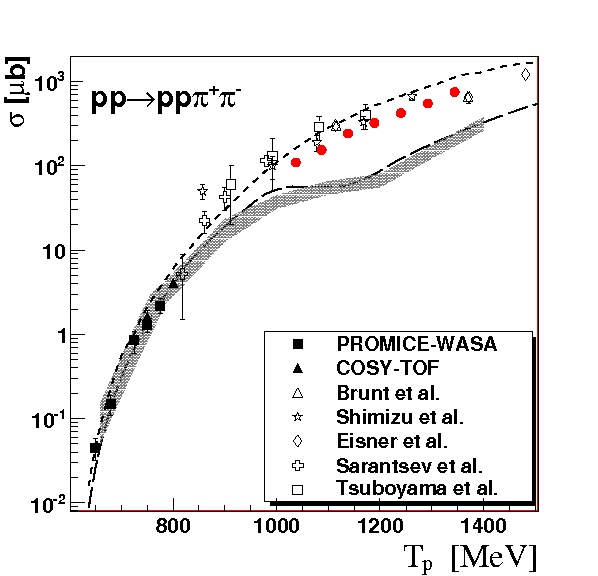 σ [μb]
10³
10²
10
1
10⁻¹
10⁻²
pp→ppπ⁺π⁻
PROMICE-WASA
COSY-TOF
Brunt et al.
Shimizu et al.
Eisner et al.
Sarantsev et al.
Tsuboyama et al.
800 1000 1200 1400
Tₚ [MeV]